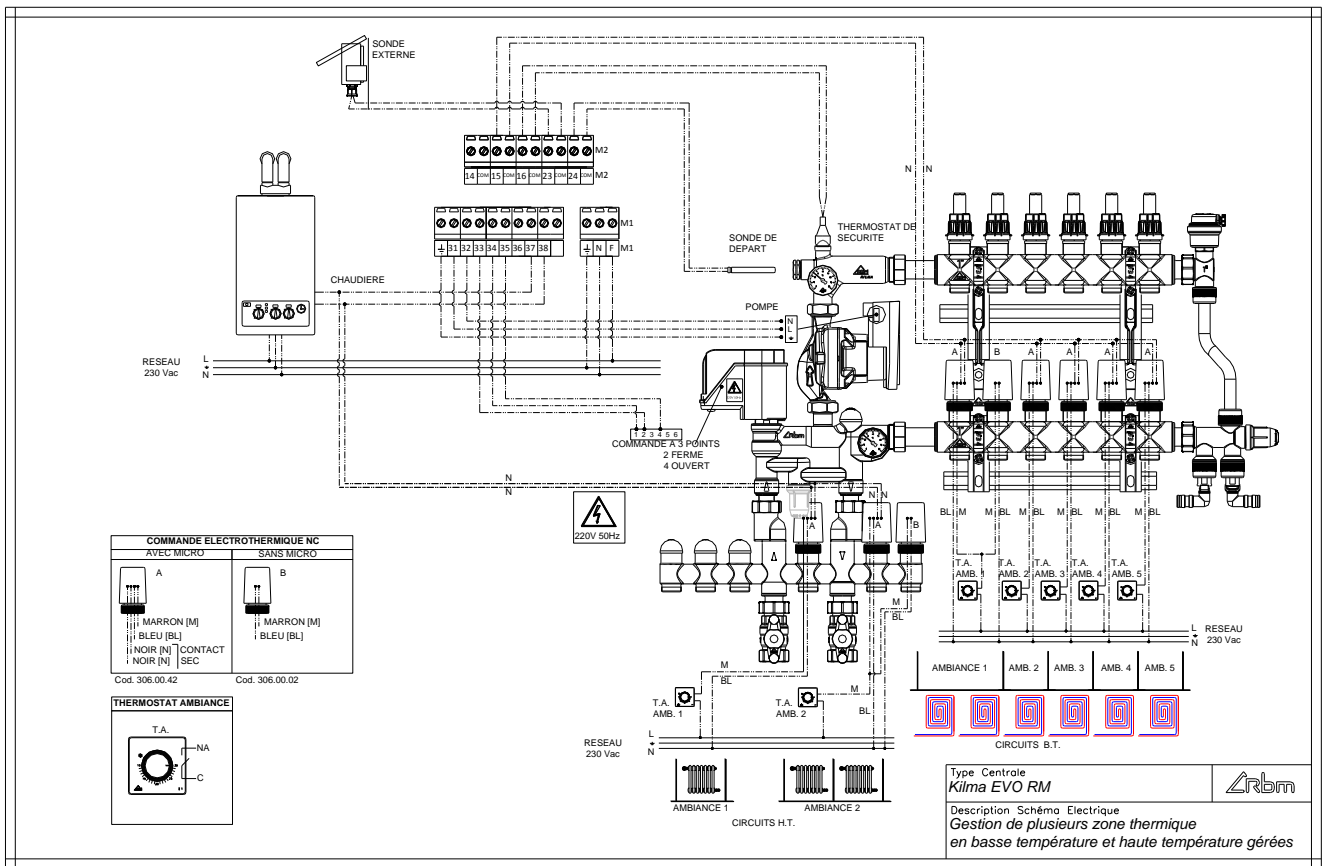 SONDE
EXTERNE
M2
14 COM 15 COM 16 COM 23 COM 24 COM M2
M1
31 32 33 34 35 36 37 38 N F M1
N N
THERMOSTAT DE
SECURITE
SONDE DE
DEPART
CHAUDIERE
POMPE
N
L
RESEAU
230 Vac
L
N
A B A A A A
1 2 3 4 5 6
COMMANDE A 3 POINTS
2 FERME
4 OUVERT
N
N
220V 50Hz
N N
A A B
BL M M BL M BL M BL M BL
T.A.
AMB. 1
T.A.
AMB. 2
T.A.
AMB. 3
T.A.
AMB. 4
T.A.
AMB. 5
M
BL
L
N
RESEAU
230 Vac
AMBIANCE 1 AMB. 2 AMB. 3 AMB. 4 AMB. 5
CIRCUITS B.T.
COMMANDE ELECTROTHERMIQUE NC
AVEC MICRO SANS MICRO
A B
MARRON [M] MARRON [M]
BLEU [BL] BLEU [BL]
NOIR [N] CONTACT
NOIR [N] SEC
Cod. 306.00.42 Cod. 306.00.02
THERMOSTAT AMBIANCE
T.A.
NA
C
M
BL
T.A.
AMB. 1
M
BL
T.A.
AMB. 2
RESEAU
230 Vac
L
N
AMBIANCE 1 AMBIANCE 2
CIRCUITS H.T.
Type Centrale
Kilma EVO RM
rbm
Description Schéma Electrique
Gestion de plusieurs zone thermique
en basse température et haute température gérées